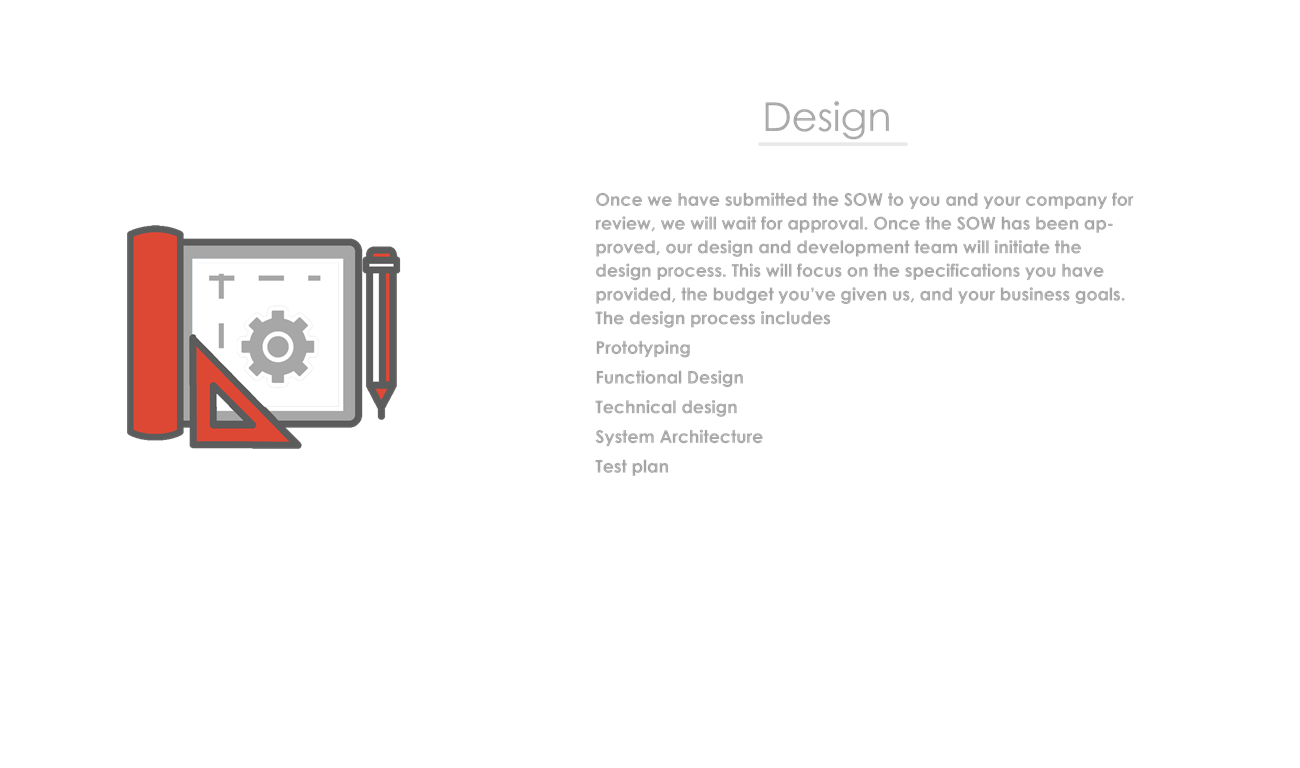 Design
Once we have submitted the SOW to you and your company for
review, we will wait for approval. Once the SOW has been ap-
proved, our design and development team will initiate the
design process. This will focus on the specifications you have
provided, the budget you've given us, and your business goals.
The design process includes
Prototyping
Functional Design
Technical design
System Architecture
Test plan